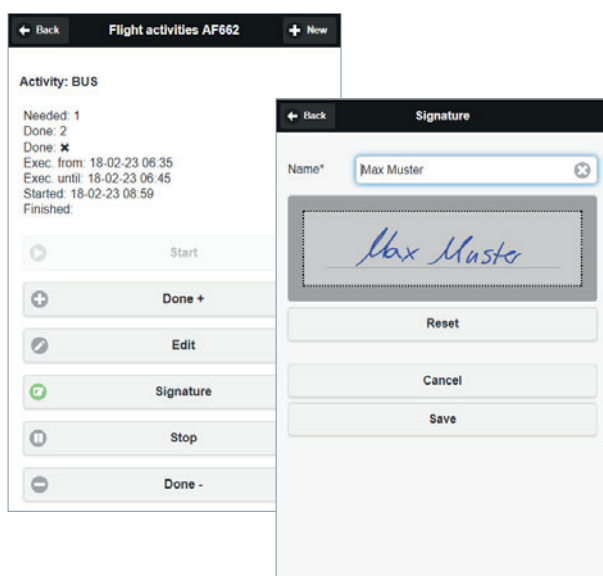 Back
Flight activities AF662
New
Activity: BUS
Needed: 1
Done: 2
Done: ✖
Exec. from: 18-02-23 06:35
Exec. until: 18-02-23 06:45
Started: 18-02-23 08:59
Finished:
Start
Done +
Edit
Signature
Stop
Done -
Back
Signature
Name*
Max Muster
Max Muster
Reset
Cancel
Save